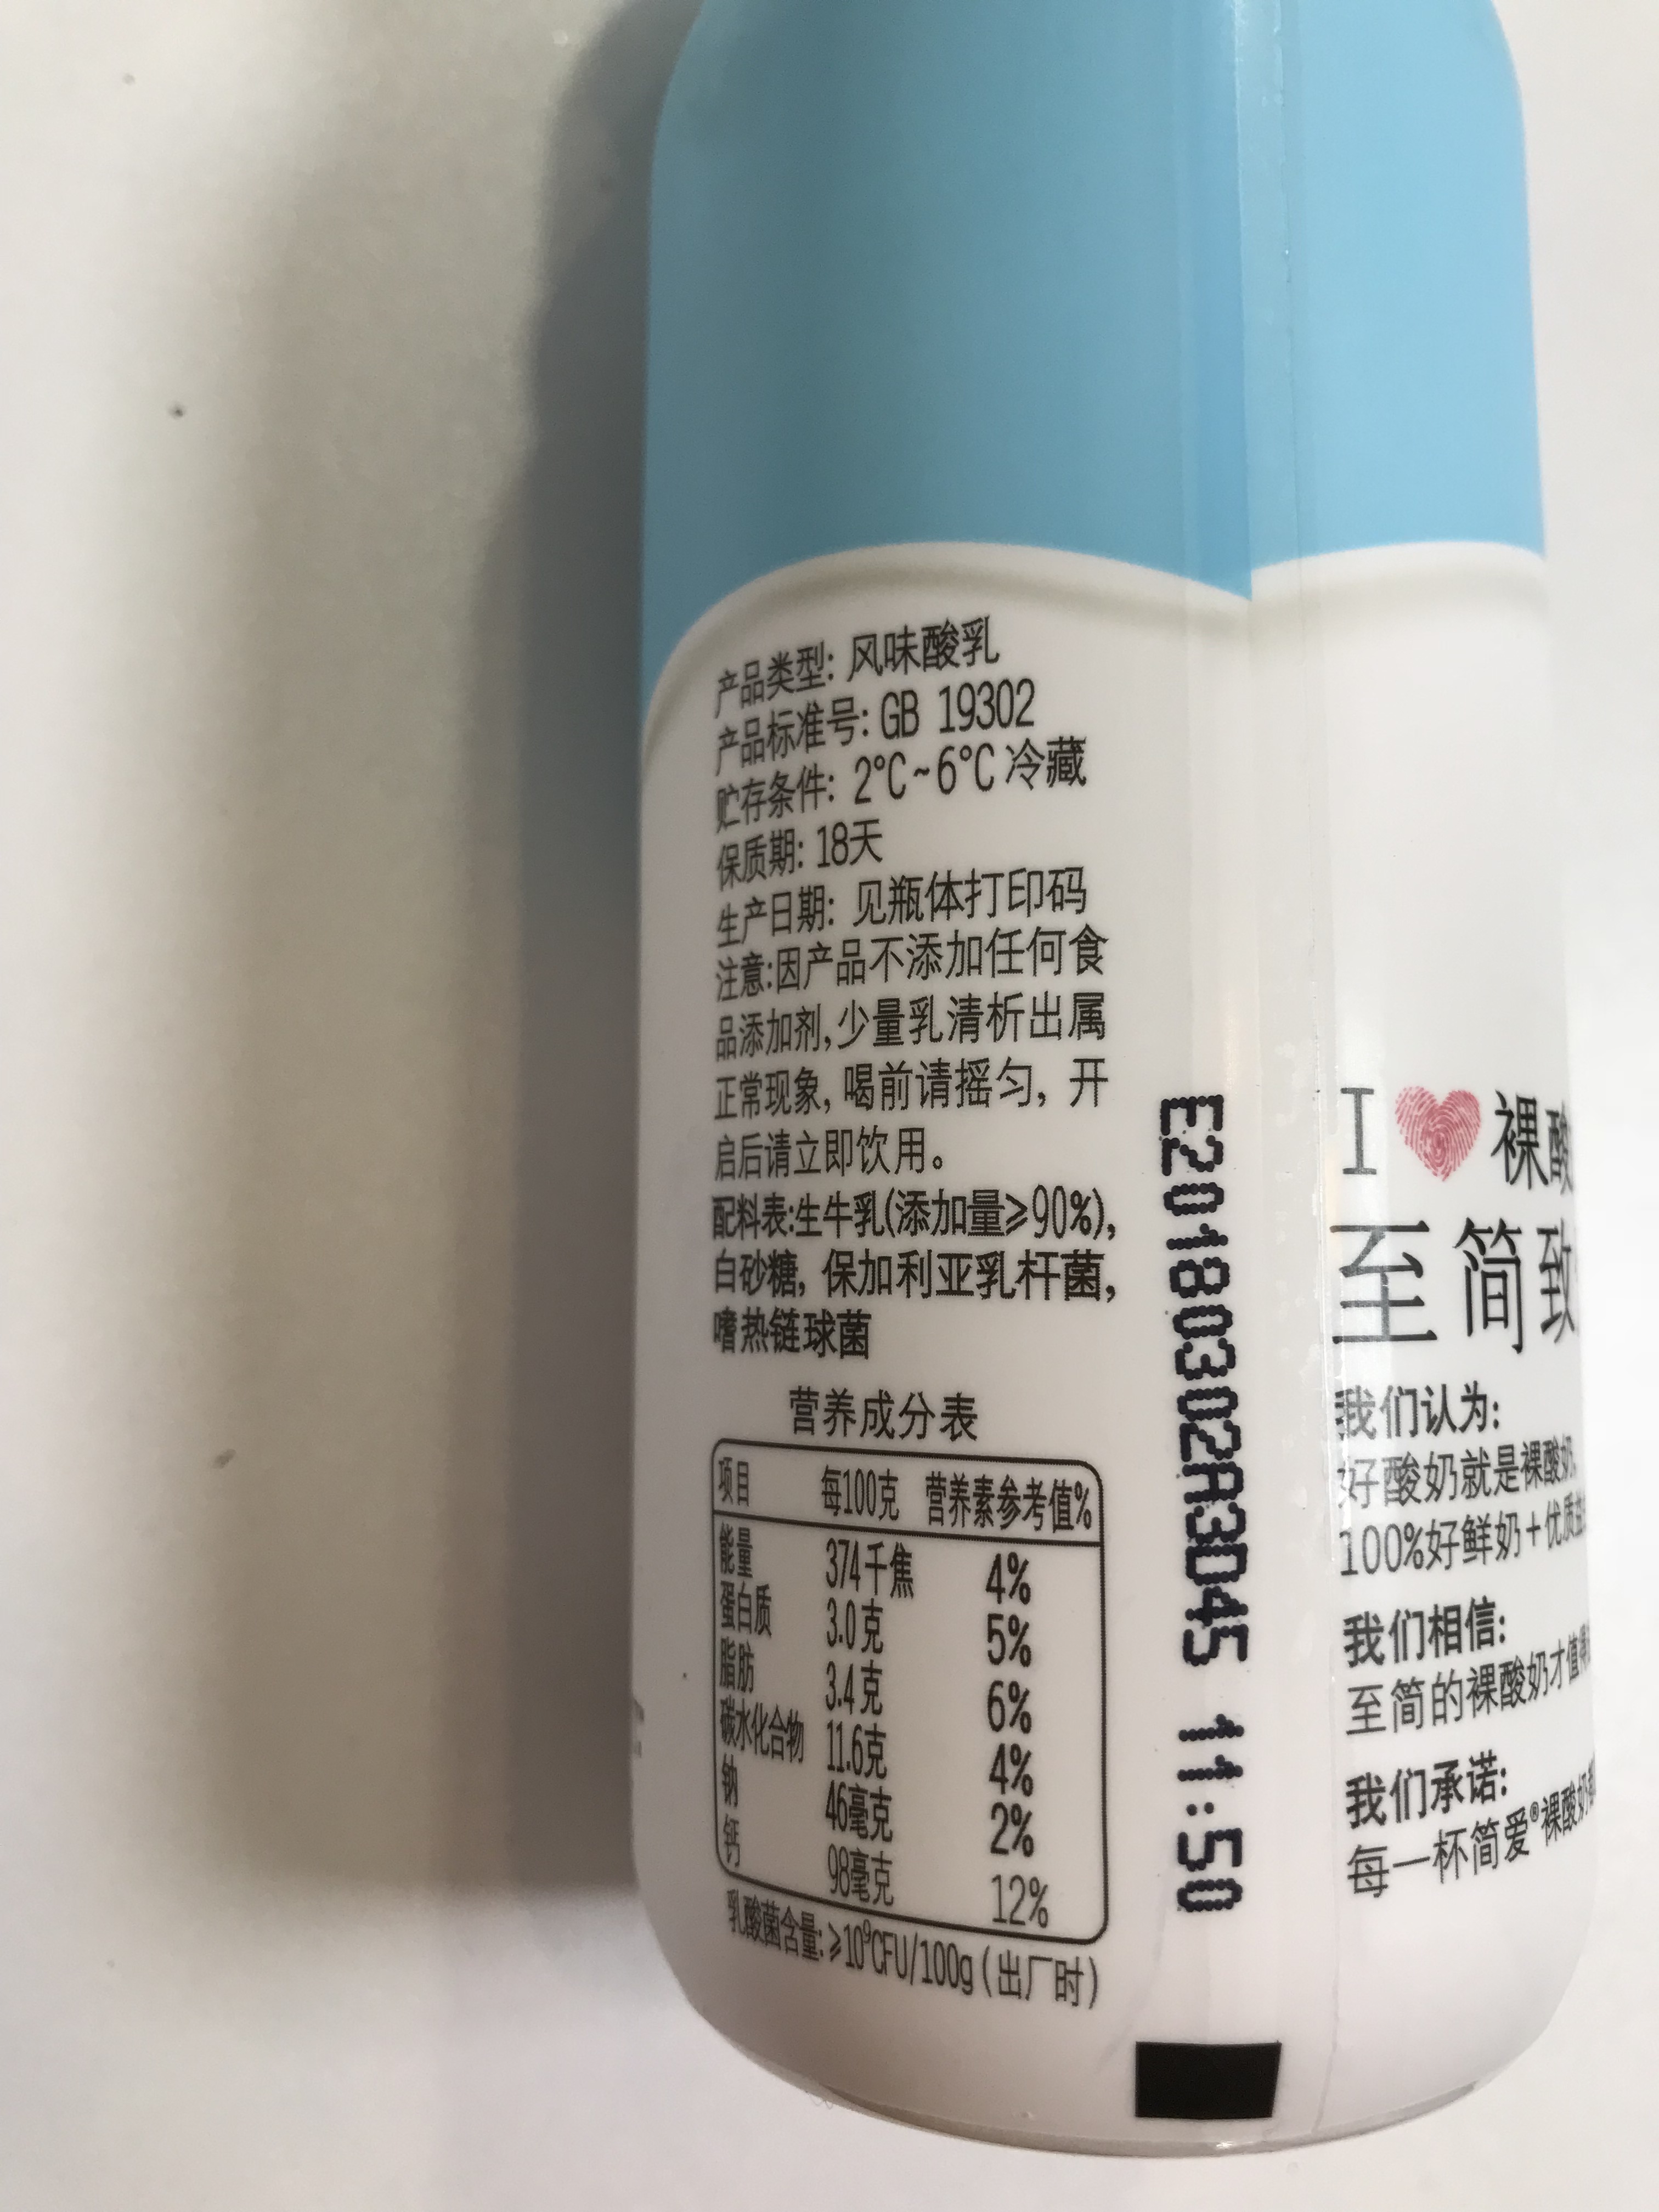 产品类型: 风味酸乳
产品标准号: GB 19302
贮存条件: 2°C~6°C 冷藏
保质期: 18天
生产日期: 见瓶体打印码
注意:因产品不添加任何食
品添加剂,少量乳清析出属
正常现象, 喝前请摇匀, 开
启后请立即饮用。
配料表:生牛乳(添加量≥90%),
白砂糖, 保加利亚乳杆菌,
嗜热链球菌
营养成分表
项目 每100克 营养素参考值%
能量 374千焦 4%
蛋白质 3.0克 5%
脂肪 3.4克 6%
碳水化合物 11.6克 4%
钠 46毫克 2%
钙 98毫克 12%
乳酸菌含量: ≥10⁹CFU/100g (出厂时)
E20180302A3D45 11:50
I 裸酸
至简致
我们认为:
好酸奶就是裸酸奶
100%好鲜奶+优质益
我们相信:
至简的裸酸奶才值得
我们承诺:
每一杯简爱®裸酸奶